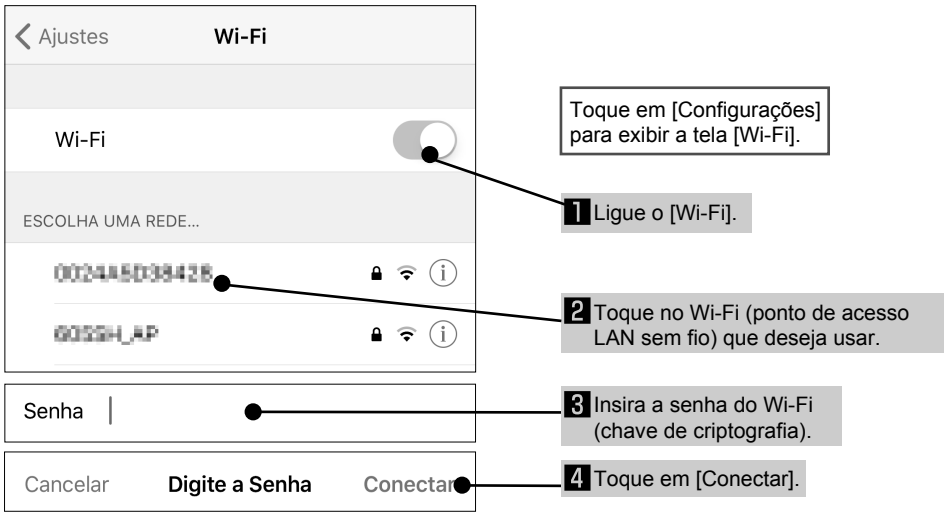 Ajustes
Wi-Fi
Wi-Fi
ESCOLHA UMA REDE...
Senha
Cancelar
Digite a Senha
Conectar
Toque em [Configurações]
para exibir a tela [Wi-Fi].
1 Ligue o [Wi-Fi].
2 Toque no Wi-Fi (ponto de acesso
LAN sem fio) que deseja usar.
3 Insira a senha do Wi-Fi
(chave de criptografia).
4 Toque em [Conectar].